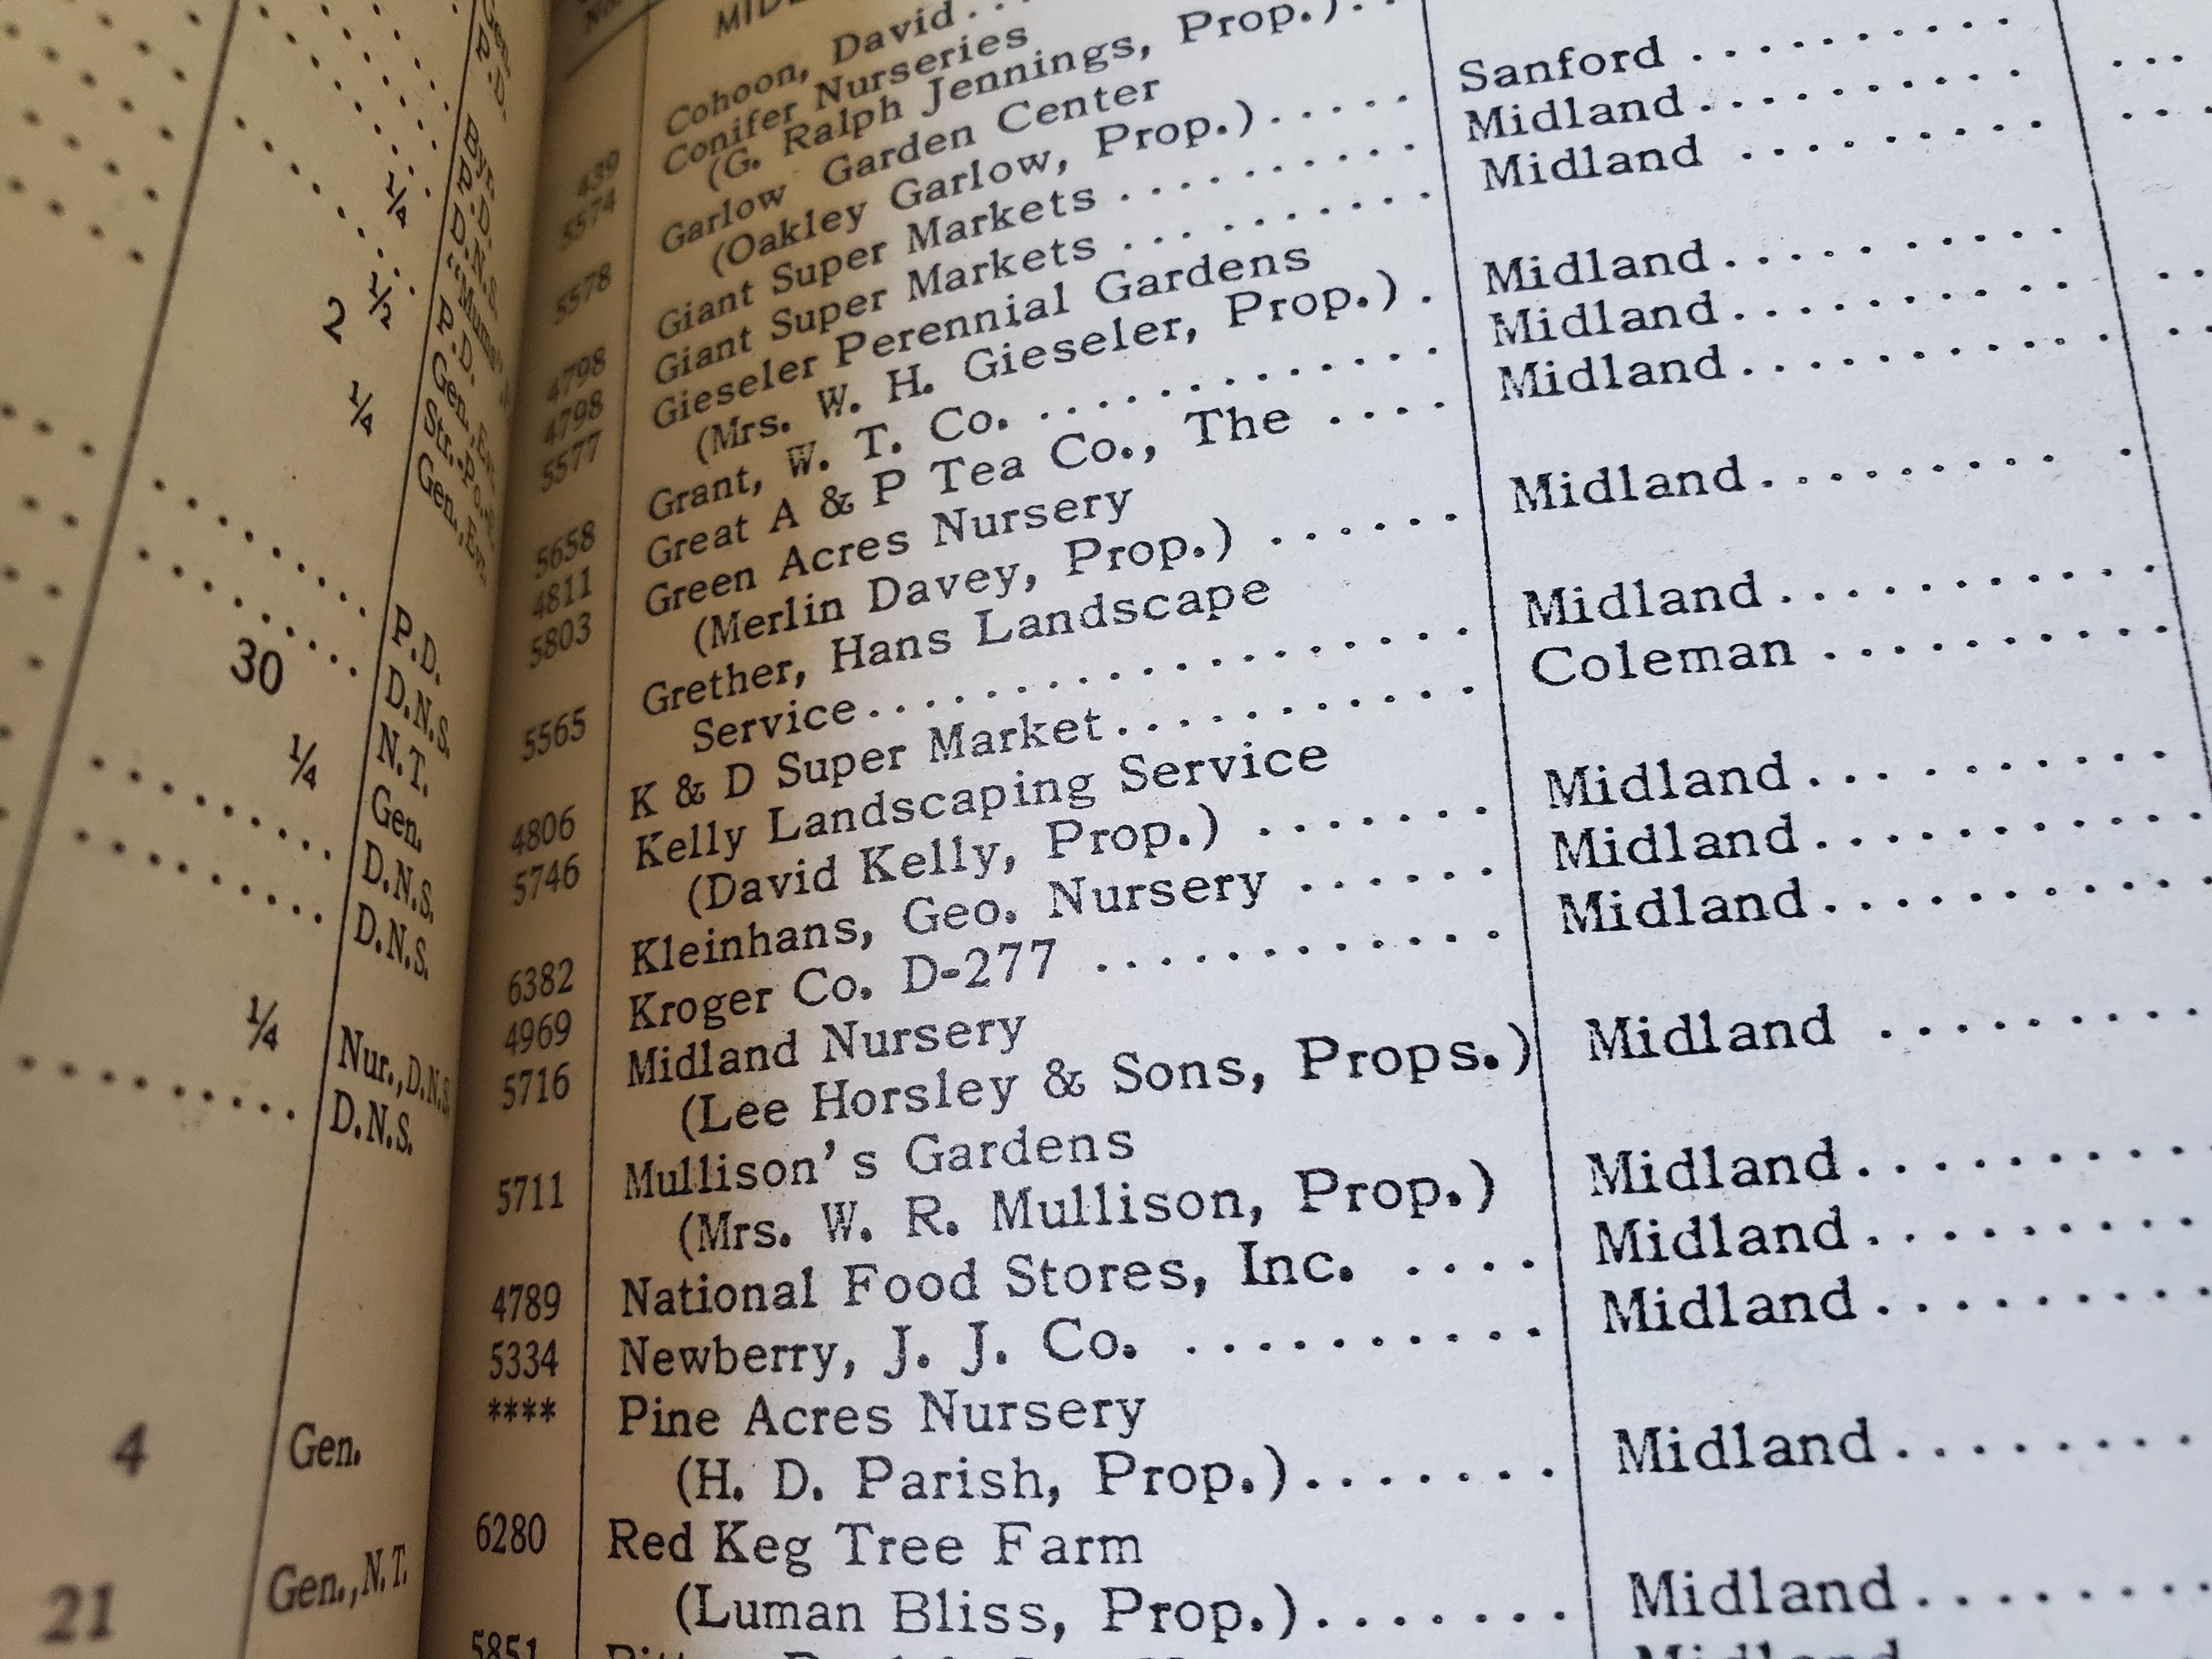 Gen.
P.D.
1/4
P.D.
D.N.S.
2 1/2
P.D.
1/4
Gen.
P.D.
30
D.N.S.
N.T.
1/4
Gen.
D.N.S.
D.N.S.
1/4 Nur.,D.N.S.
D.N.S.
4 Gen.
21 Gen.,N.T.
Cohoon, David...
439 Conifer Nurseries
(G. Ralph Jennings, Prop.).. Sanford ..........
5574 Garlow Garden Center Midland..........
(Oakley Garlow, Prop.)..... Midland ..........
5578 Giant Super Markets ..........
4798 Giant Super Markets .......... Midland..........
4798 Gieseler Perennial Gardens Midland..........
5577 (Mrs. W. H. Gieseler, Prop.) . Midland..........
Grant, W. T. Co. ............
5658 Great A & P Tea Co., The .... Midland.........
4811 Green Acres Nursery
5803 (Merlin Davey, Prop.) ...... Midland..........
Grether, Hans Landscape Coleman ..........
5565 Service.................
K & D Super Market........... Midland..........
4806 Kelly Landscaping Service Midland..........
5746 (David Kelly, Prop.) ....... Midland..........
Kleinhans, Geo. Nursery ......
6382 Kroger Co. D-277 ............
4969 Midland Nursery
5716 (Lee Horsley & Sons, Props.) Midland .........
Mullison's Gardens
5711 (Mrs. W. R. Mullison, Prop.) Midland..........
4789 National Food Stores, Inc. .... Midland..........
5334 Newberry, J. J. Co. .......... Midland..........
**** Pine Acres Nursery
(H. D. Parish, Prop.)....... Midland.........
6280 Red Keg Tree Farm
(Luman Bliss, Prop.)....... Midland.........
5851
Midland